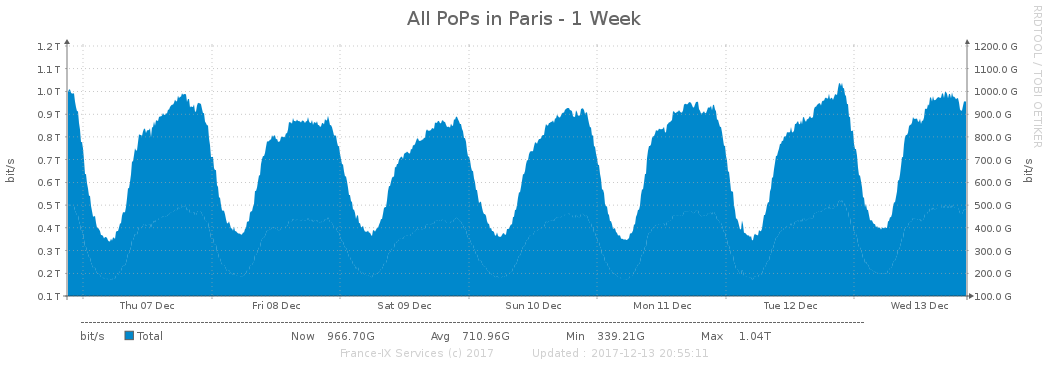 All PoPs in Paris - 1 Week
RRDTOOL / TOBI OETIKER
bit/s
1.2 T
1.1 T
1.0 T
0.9 T
0.8 T
0.7 T
0.6 T
0.5 T
0.4 T
0.3 T
0.2 T
0.1 T
1200.0 G
1100.0 G
1000.0 G
900.0 G
800.0 G
700.0 G
600.0 G
500.0 G
400.0 G
300.0 G
200.0 G
100.0 G
bit/s
Thu 07 Dec Fri 08 Dec Sat 09 Dec Sun 10 Dec Mon 11 Dec Tue 12 Dec Wed 13 Dec
bit/s Total Now 966.70G Avg 710.96G Min 339.21G Max 1.04T
France-IX Services (c) 2017 Updated : 2017-12-13 20:55:11